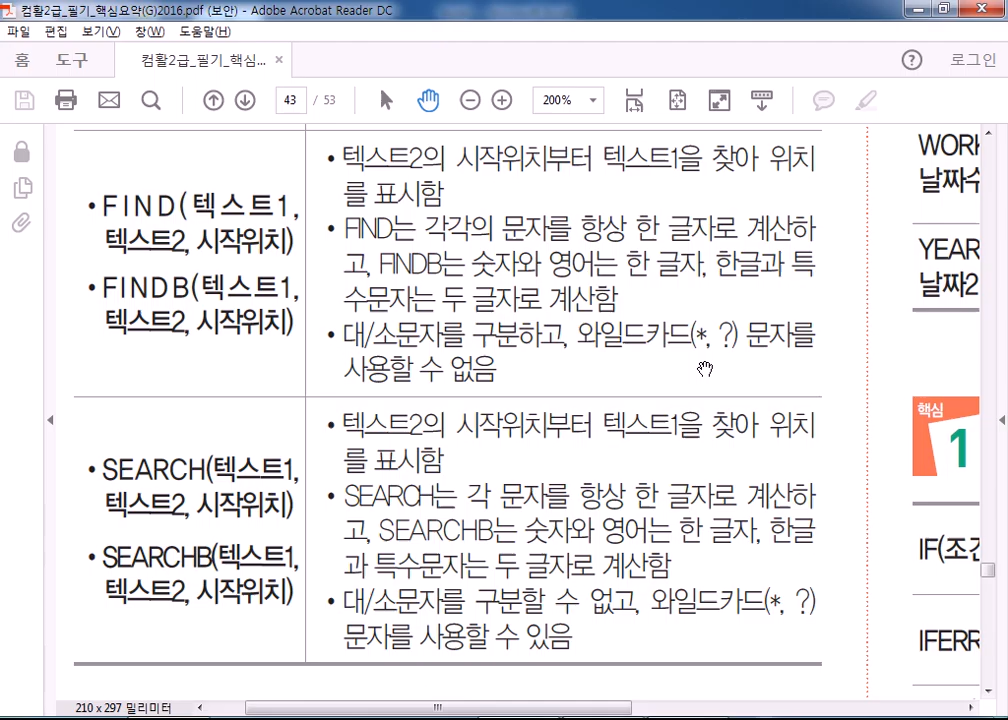 컴활2급_필기_핵심요약(G)2016.pdf (보안) - Adobe Acrobat Reader DC
파일 편집 보기(V) 창(W) 도움말(H)
홈 도구 컴활2급_필기_핵심... × 로그인
43 / 53 200%
•FIND(텍스트1,
텍스트2, 시작위치)
•FINDB(텍스트1,
텍스트2, 시작위치)
•텍스트2의 시작위치부터 텍스트1을 찾아 위치
를 표시함
•FIND는 각각의 문자를 항상 한 글자로 계산하
고, FINDB는 숫자와 영어는 한 글자, 한글과 특
수문자는 두 글자로 계산함
•대/소문자를 구분하고, 와일드카드(*, ?) 문자를
사용할 수 없음
•SEARCH(텍스트1,
텍스트2, 시작위치)
•SEARCHB(텍스트1,
텍스트2, 시작위치)
•텍스트2의 시작위치부터 텍스트1을 찾아 위치
를 표시함
•SEARCH는 각 문자를 항상 한 글자로 계산하
고, SEARCHB는 숫자와 영어는 한 글자, 한글
과 특수문자는 두 글자로 계산함
•대/소문자를 구분할 수 없고, 와일드카드(*, ?)
문자를 사용할 수 있음
날짜수
YEAR
날짜2
핵심
1
IF(조건
IFERR
210 x 297 밀리미터